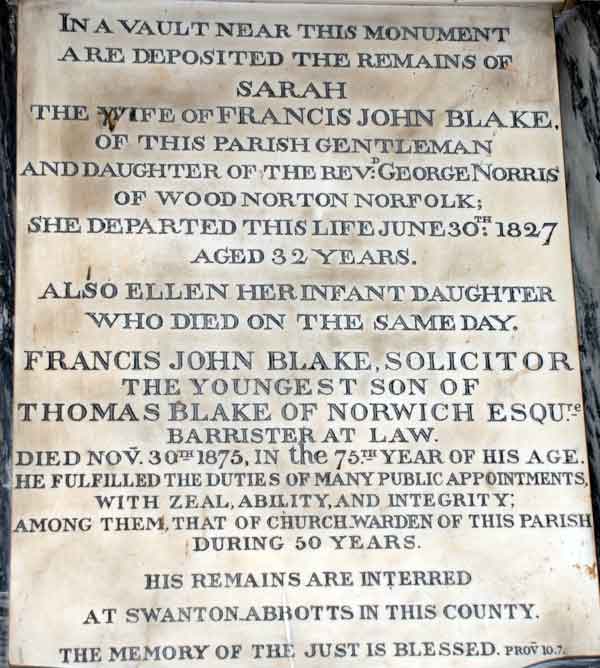 IN A VAULT NEAR THIS MONUMENT
ARE DEPOSITED THE REMAINS OF
SARAH
THE WIFE OF FRANCIS JOHN BLAKE,
OF THIS PARISH GENTLEMAN
AND DAUGHTER OF THE REV:D GEORGE NORRIS
OF WOOD NORTON NORFOLK;
SHE DEPARTED THIS LIFE JUNE 30TH: 1827
AGED 32 YEARS.
ALSO ELLEN HER INFANT DAUGHTER
WHO DIED ON THE SAME DAY.
FRANCIS JOHN BLAKE, SOLICITOR
THE YOUNGEST SON OF
THOMAS BLAKE OF NORWICH ESQU:re
BARRISTER AT LAW.
DIED NOV. 30TH 1875, IN the 75.TH YEAR OF HIS AGE.
HE FULFILLED THE DUTIES OF MANY PUBLIC APPOINTMENTS,
WITH ZEAL, ABILITY, AND INTEGRITY;
AMONG THEM, THAT OF CHURCH.WARDEN OF THIS PARISH
DURING 50 YEARS.
HIS REMAINS ARE INTERRED
AT SWANTON.ABBOTTS IN THIS COUNTY.
THE MEMORY OF THE JUST IS BLESSED. PROV 10.7.